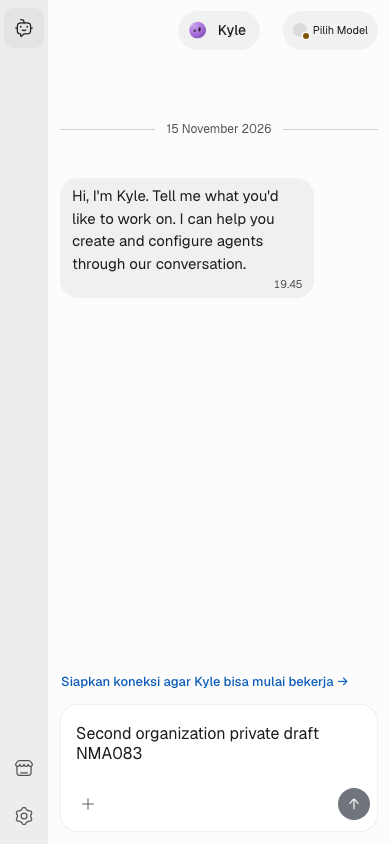 Kyle
Pilih Model
15 November 2026
Hi, I'm Kyle. Tell me what you'd
like to work on. I can help you
create and configure agents
through our conversation.
19.45
Siapkan koneksi agar Kyle bisa mulai bekerja →
Second organization private draft
NMA083